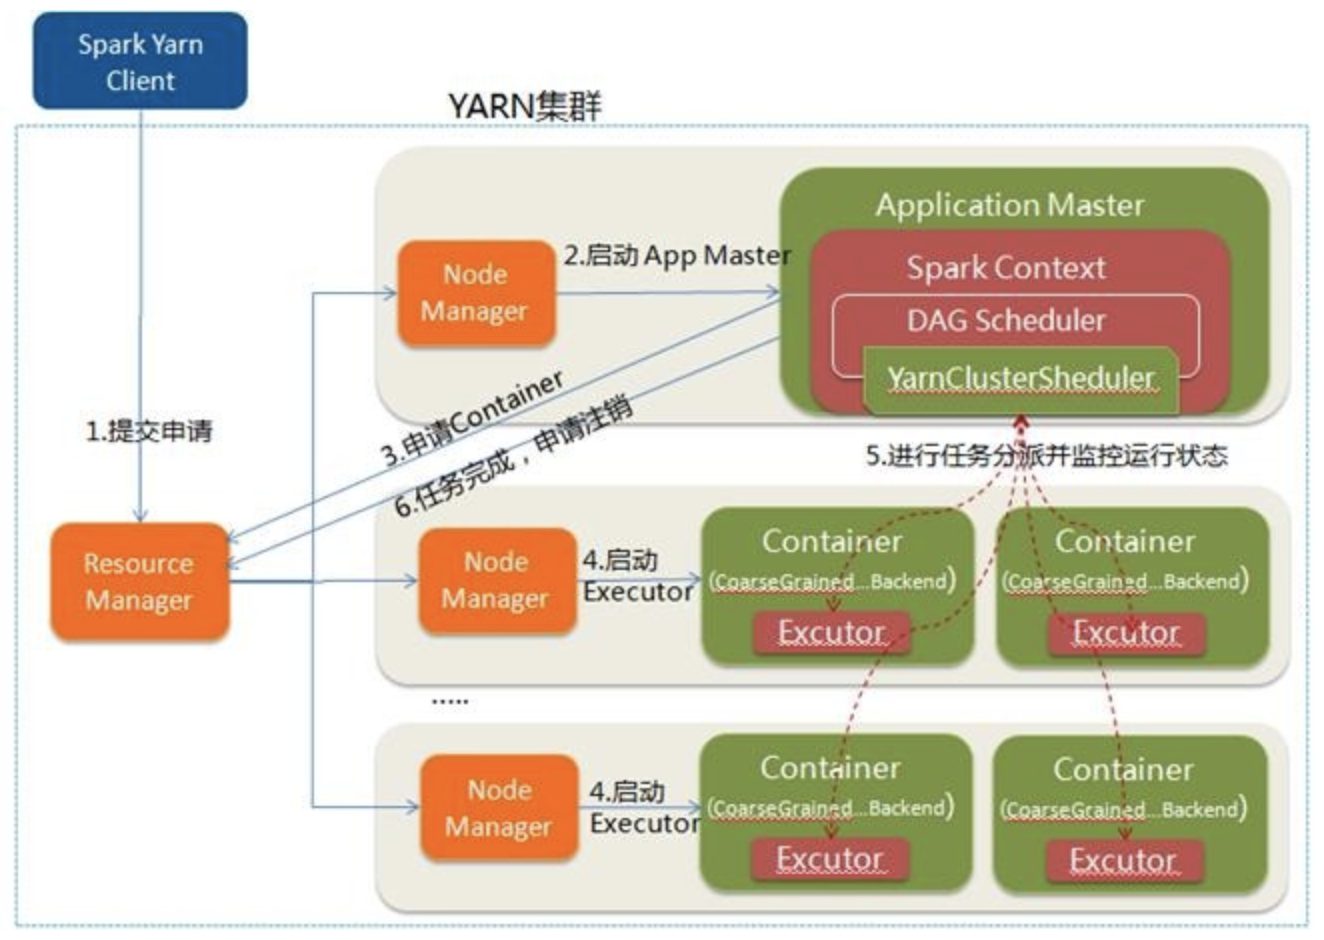 Spark Yarn
Client
YARN集群
Application Master
2.启动 App Master
Node
Manager
Spark Context
DAG Scheduler
YarnClusterSheduler
3.申请Container
6.任务完成，申请注销
1.提交申请
5.进行任务分派并监控运行状态
Resource
Manager
Node
Manager
4.启动
Executor
Container
(CoarseGrained...Backend)
Excutor
Container
(CoarseGrained...Backend)
Excutor
.....
Node
Manager
4.启动
Executor
Container
(CoarseGrained...Backend)
Excutor
Container
(CoarseGrained...Backend)
Excutor